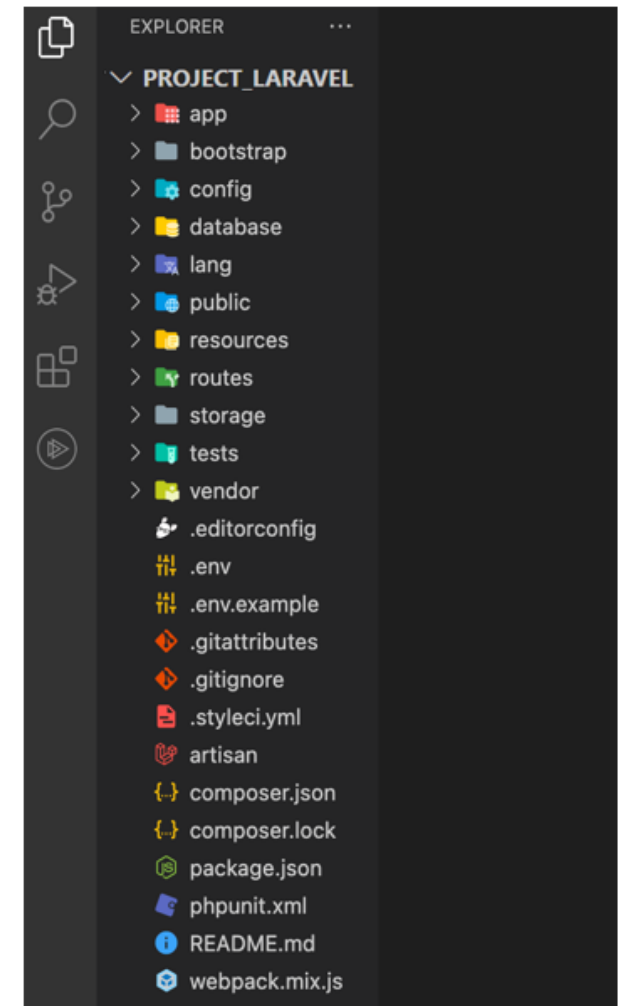 EXPLORER ...
PROJECT_LARAVEL
app
bootstrap
config
database
lang
public
resources
routes
storage
tests
vendor
.editorconfig
.env
.env.example
.gitattributes
.gitignore
.styleci.yml
artisan
composer.json
composer.lock
package.json
phpunit.xml
README.md
webpack.mix.js